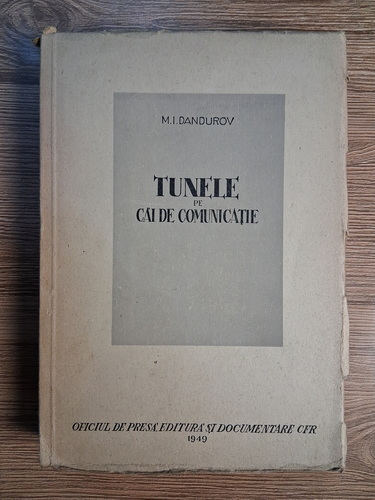 M.I.DANDUROV
TUNELE
PE
CĂI DE COMUNICAȚIE
OFICIUL DE PRESĂ, EDITURĂ ȘI DOCUMENTARE CFR
1949